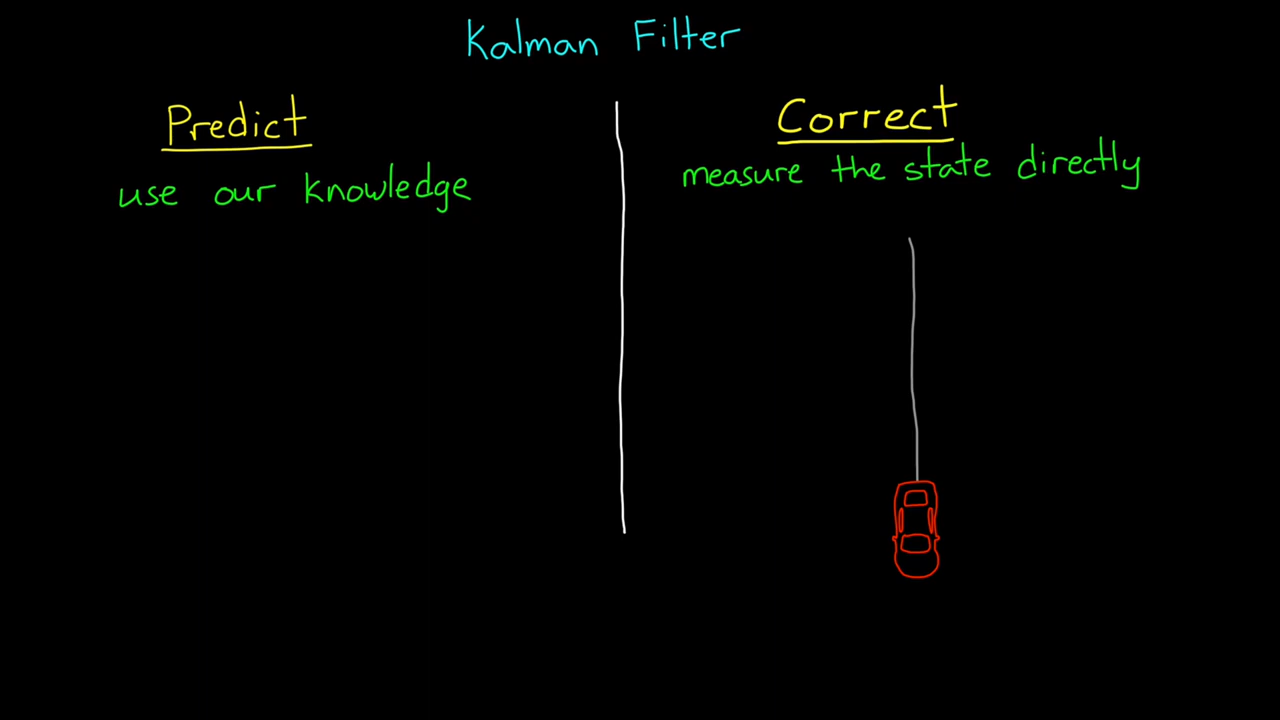 Kalman Filter
Predict
use our knowledge
Correct
measure the state directly